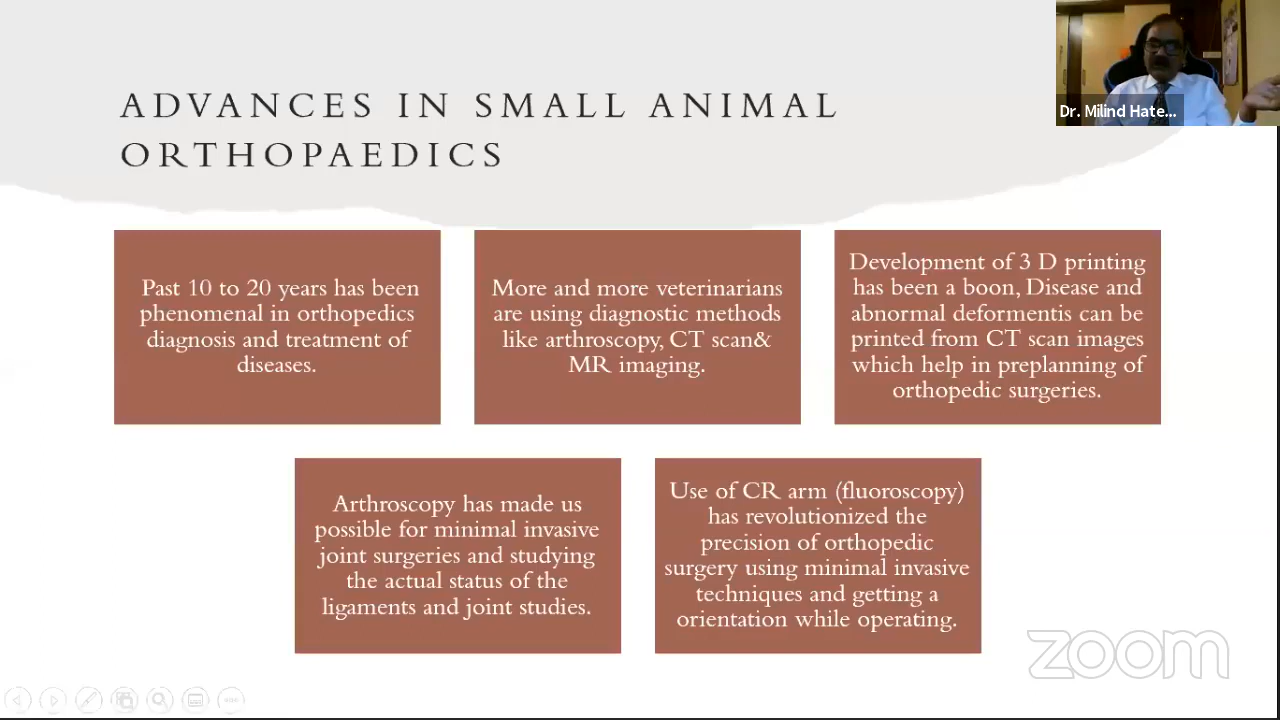 Dr. Milind Hate...
ADVANCES IN SMALL ANIMAL
ORTHOPAEDICS
Past 10 to 20 years has been
phenomenal in orthopedics
diagnosis and treatment of
diseases.
More and more veterinarians
are using diagnostic methods
like arthroscopy, CT scan&
MR imaging.
Development of 3 D printing
has been a boon, Disease and
abnormal deformentis can be
printed from CT scan images
which help in preplanning of
orthopedic surgeries.
Arthroscopy has made us
possible for minimal invasive
joint surgeries and studying
the actual status of the
ligaments and joint studies.
Use of CR arm (fluoroscopy)
has revolutionized the
precision of orthopedic
surgery using minimal invasive
techniques and getting a
orientation while operating.
zoom